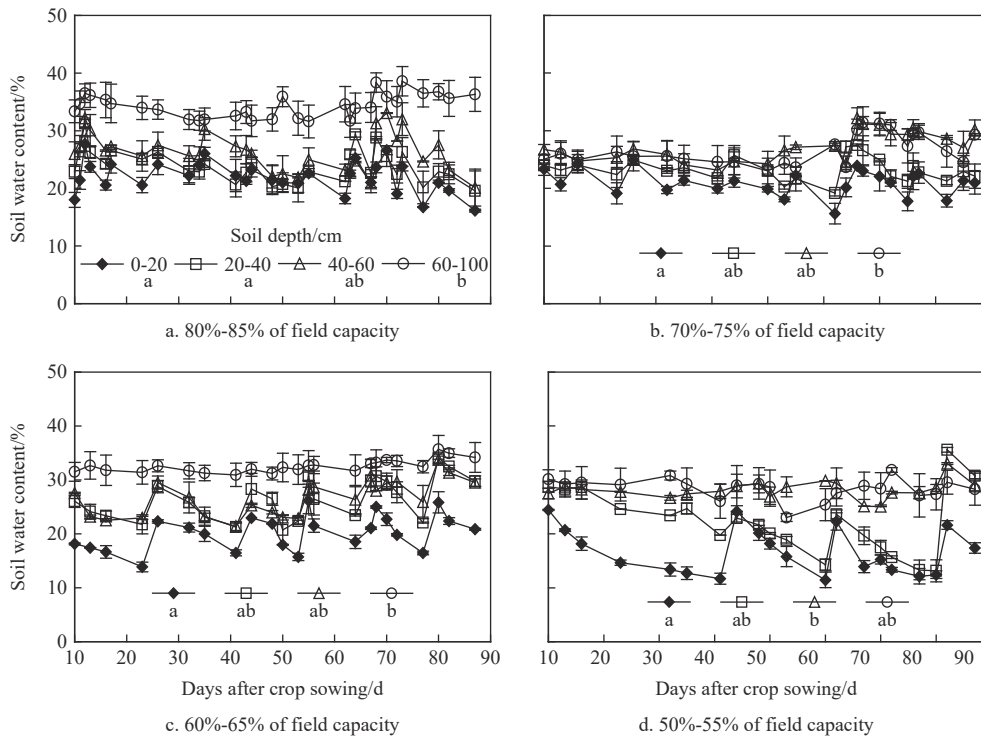 50
40
30
20
10
0
Soil water content/%
Soil depth/cm
0-20 20-40 40-60 60-100
a a ab b
a. 80%-85% of field capacity
a ab ab b
b. 70%-75% of field capacity
50
40
30
20
10
0
Soil water content/%
a ab ab b
10 20 30 40 50 60 70 80 90
Days after crop sowing/d
c. 60%-65% of field capacity
a ab b ab
10 20 30 40 50 60 70 80 90
Days after crop sowing/d
d. 50%-55% of field capacity